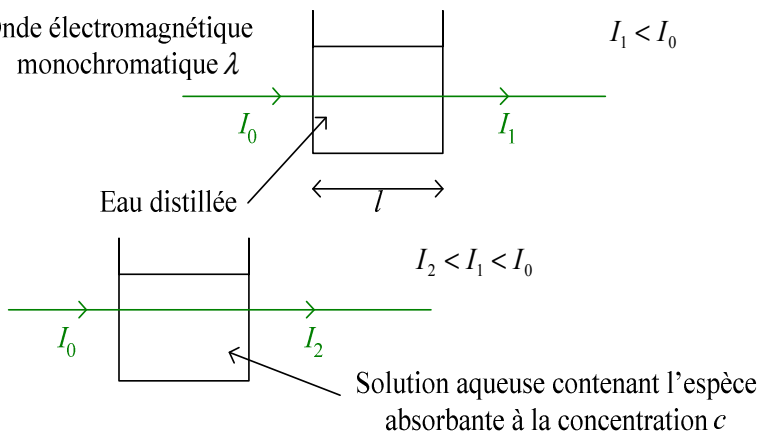 nde électromagnétique
monochromatique λ
I₁ < I₀
I₀
I₁
Eau distillée
l
I₂ < I₁ < I₀
I₀
I₂
Solution aqueuse contenant l'espèce
absorbante à la concentration c